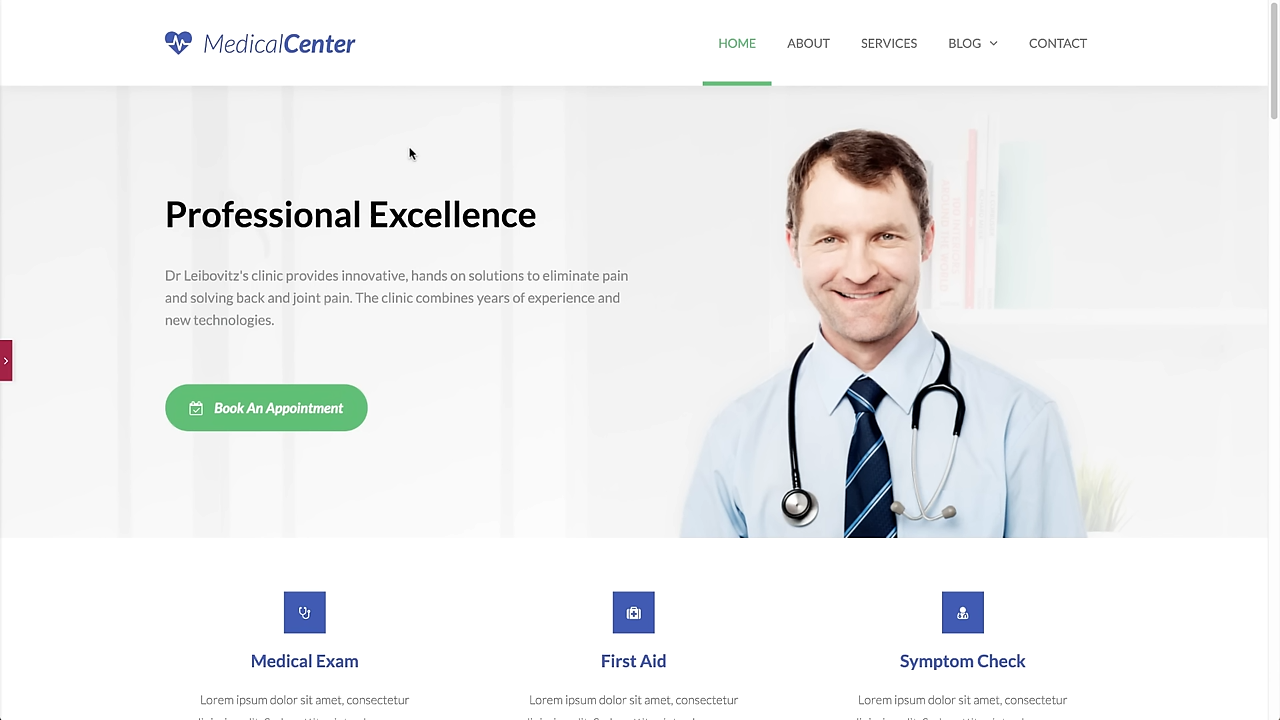 MedicalCenter
HOME ABOUT SERVICES BLOG CONTACT
Professional Excellence
Dr Leibovitz's clinic provides innovative, hands on solutions to eliminate pain
and solving back and joint pain. The clinic combines years of experience and
new technologies.
Book An Appointment
Medical Exam
First Aid
Symptom Check
Lorem ipsum dolor sit amet, consectetur
Lorem ipsum dolor sit amet, consectetur
Lorem ipsum dolor sit amet, consectetur